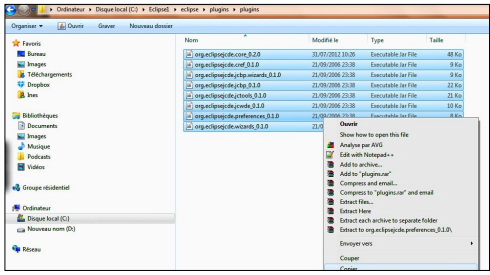 ▸ Ordinateur ▸ Disque local (C:) ▸ EclipseI ▸ eclipse ▸ plugins ▸ plugins
Organiser ▾ Ouvrir Graver Nouveau dossier
Favoris
Bureau
Images
Téléchargements
Dropbox
Ines
Bibliothèques
Documents
Images
Musique
Podcasts
Vidéos
Groupe résidentiel
Ordinateur
Disque local (C:)
Nouveau nom (D:)
Réseau
Nom Modifié le Type Taille
org.eclipsejcde.core_0.2.0 31/07/2012 10:26 Executable Jar File 48 Ko
org.eclipsejcde.cref_0.1.0 21/09/2006 23:38 Executable Jar File 9 Ko
org.eclipsejcde.jcbp.wizards_0.1.0 21/09/2006 23:38 Executable Jar File 9 Ko
org.eclipsejcde.jcbp_0.1.0 21/09/2006 23:38 Executable Jar File 22 Ko
org.eclipsejcde.jctools_0.1.0 21/09/2006 23:38 Executable Jar File 21 Ko
org.eclipsejcde.jcwde_0.1.0 21/09/2006 23:38 Executable Jar File 10 Ko
org.eclipsejcde.preferences_0.1.0 21/09/2006 23:38 Executable Jar File 8 Ko
org.eclipsejcde.wizards_0.1.0
Ouvrir
Show how to open this file
Analyse par AVG
Edit with Notepad++
Add to archive...
Add to "plugins.rar"
Compress and email...
Compress to "plugins.rar" and email
Extract files...
Extract Here
Extract each archive to separate folder
Extract to org.eclipsejcde.preferences_0.1.0\
Envoyer vers
Couper
Copier